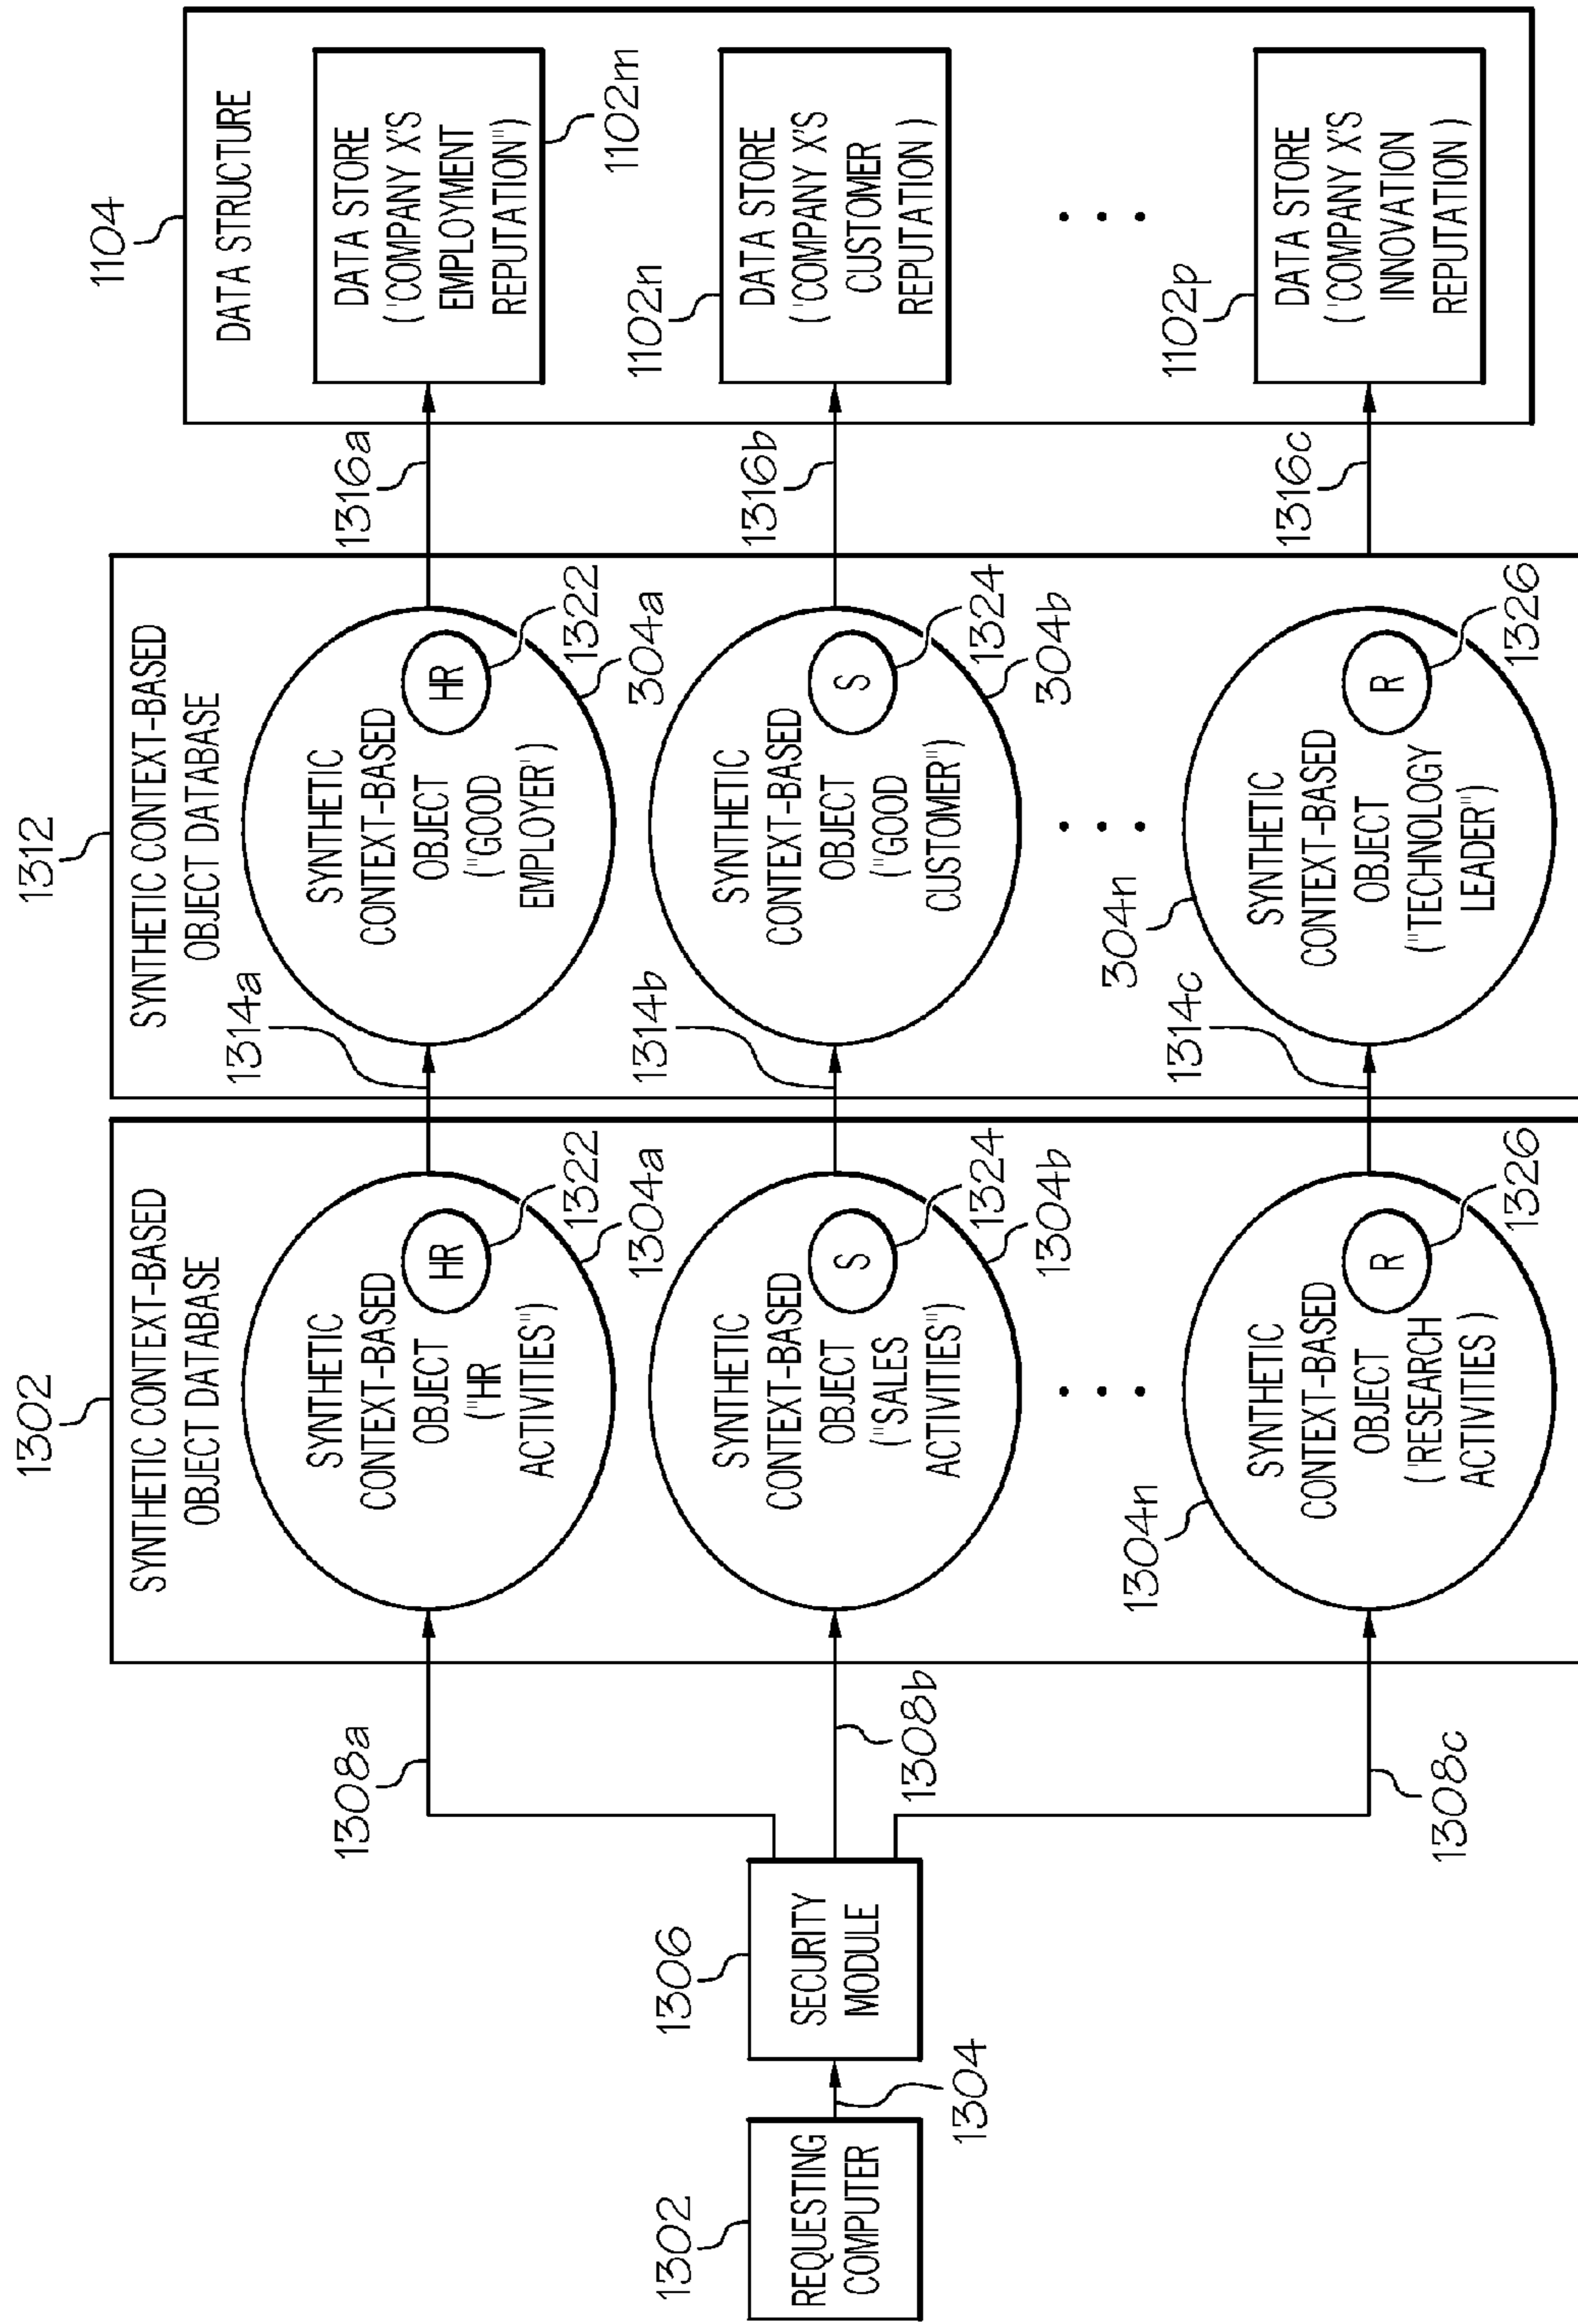 1302
REQUESTING
COMPUTER
1304
1306
SECURITY
MODULE
1308a
1308b
1308c
1302
SYNTHETIC CONTEXT-BASED
OBJECT DATABASE
SYNTHETIC
CONTEXT-BASED
OBJECT
("HR
ACTIVITIES")
HR
1322
1304a
SYNTHETIC
CONTEXT-BASED
OBJECT
("SALES
ACTIVITIES")
S
1324
1304b
1304n
SYNTHETIC
CONTEXT-BASED
OBJECT
('RESEARCH
ACTIVITIES )
R
1326
1314a
1314b
1314c
1312
SYNTHETIC CONTEXT-BASED
OBJECT DATABASE
SYNTHETIC
CONTEXT-BASED
OBJECT
("GOOD
EMPLOYER")
HR
1322
304a
SYNTHETIC
CONTEXT-BASED
OBJECT
("GOOD
CUSTOMER")
S
1324
304b
304n
SYNTHETIC
CONTEXT-BASED
OBJECT
("TECHNOLOGY
LEADER")
R
1326
1316a
1316b
1316c
1104
DATA STRUCTURE
DATA STORE
('COMPANY X'S
EMPLOYMENT
REPUTATION")
1102m
1102n
DATA STORE
('COMPANY X'S
CUSTOMER
REPUTATION )
1102p
DATA STORE
('COMPANY X'S
INNOVATION
REPUTATION )